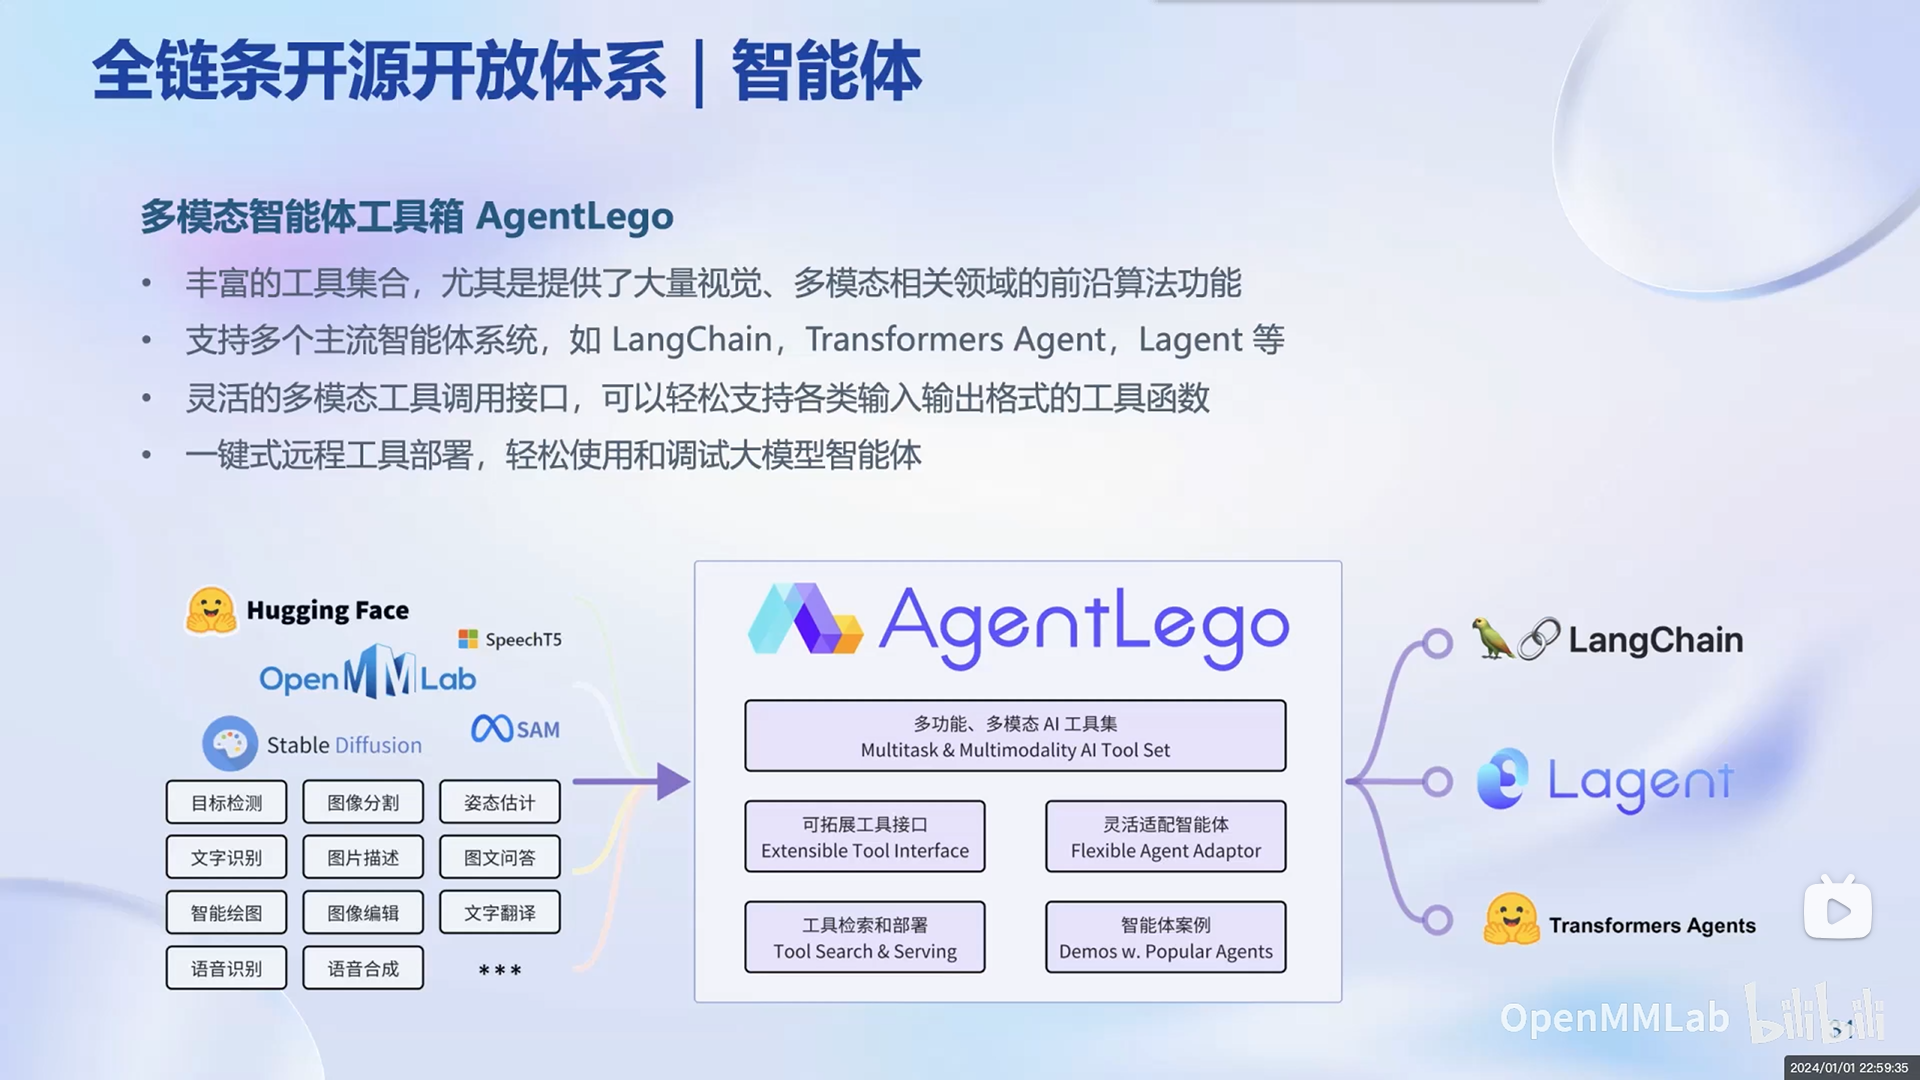 全链条开源开放体系 | 智能体
多模态智能体工具箱 AgentLego
• 丰富的工具集合，尤其是提供了大量视觉、多模态相关领域的前沿算法功能
• 支持多个主流智能体系统，如 LangChain，Transformers Agent，Lagent 等
• 灵活的多模态工具调用接口，可以轻松支持各类输入输出格式的工具函数
• 一键式远程工具部署，轻松使用和调试大模型智能体
Hugging Face
SpeechT5
OpenMMLab
Stable Diffusion
SAM
目标检测 图像分割 姿态估计
文字识别 图片描述 图文问答
智能绘图 图像编辑 文字翻译
语音识别 语音合成 ***
AgentLego
多功能、多模态 AI 工具集
Multitask & Multimodality AI Tool Set
可拓展工具接口
Extensible Tool Interface
灵活适配智能体
Flexible Agent Adaptor
工具检索和部署
Tool Search & Serving
智能体案例
Demos w. Popular Agents
LangChain
Lagent
Transformers Agents
OpenMMLab bilibili
31
2024/01/01 22:59:35